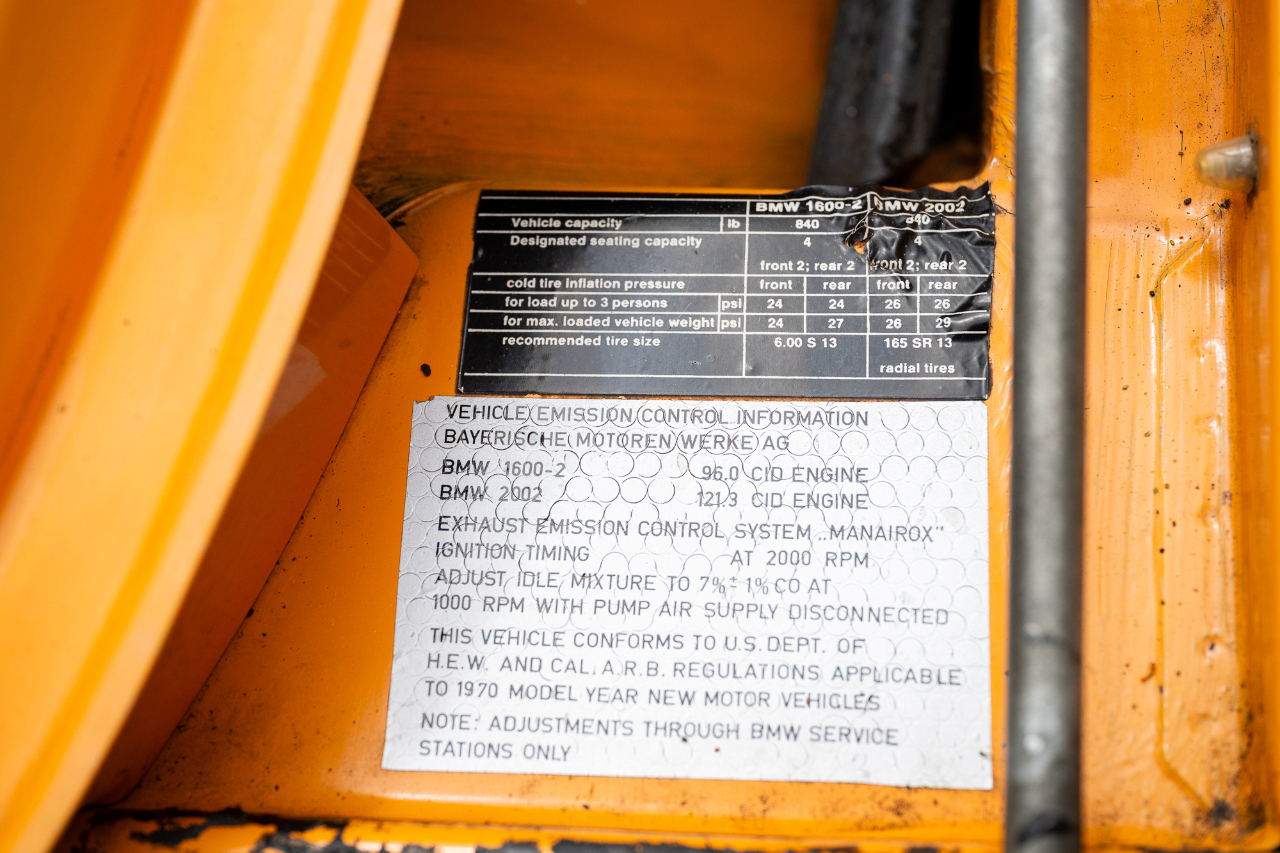 BMW 1600-2 BMW 2002
Vehicle capacity lb 840 840
Designated seating capacity 4 4
front 2; rear 2 front 2; rear 2
cold tire inflation pressure front rear front rear
for load up to 3 persons psi 24 24 26 26
for max. loaded vehicle weight psi 24 27 26 29
recommended tire size 6.00 S 13 165 SR 13
radial tires
VEHICLE EMISSION CONTROL INFORMATION
BAYERISCHE MOTOREN WERKE AG
BMW 1600-2 96.0 CID ENGINE
BMW 2002 121.3 CID ENGINE
EXHAUST EMISSION CONTROL SYSTEM „MANAIROX"
IGNITION TIMING AT 2000 RPM
ADJUST IDLE MIXTURE TO 7% ± 1% CO AT
1000 RPM WITH PUMP AIR SUPPLY DISCONNECTED
THIS VEHICLE CONFORMS TO U.S. DEPT. OF
H.E.W. AND CAL. A.R.B. REGULATIONS APPLICABLE
TO 1970 MODEL YEAR NEW MOTOR VEHICLES
NOTE: ADJUSTMENTS THROUGH BMW SERVICE
STATIONS ONLY